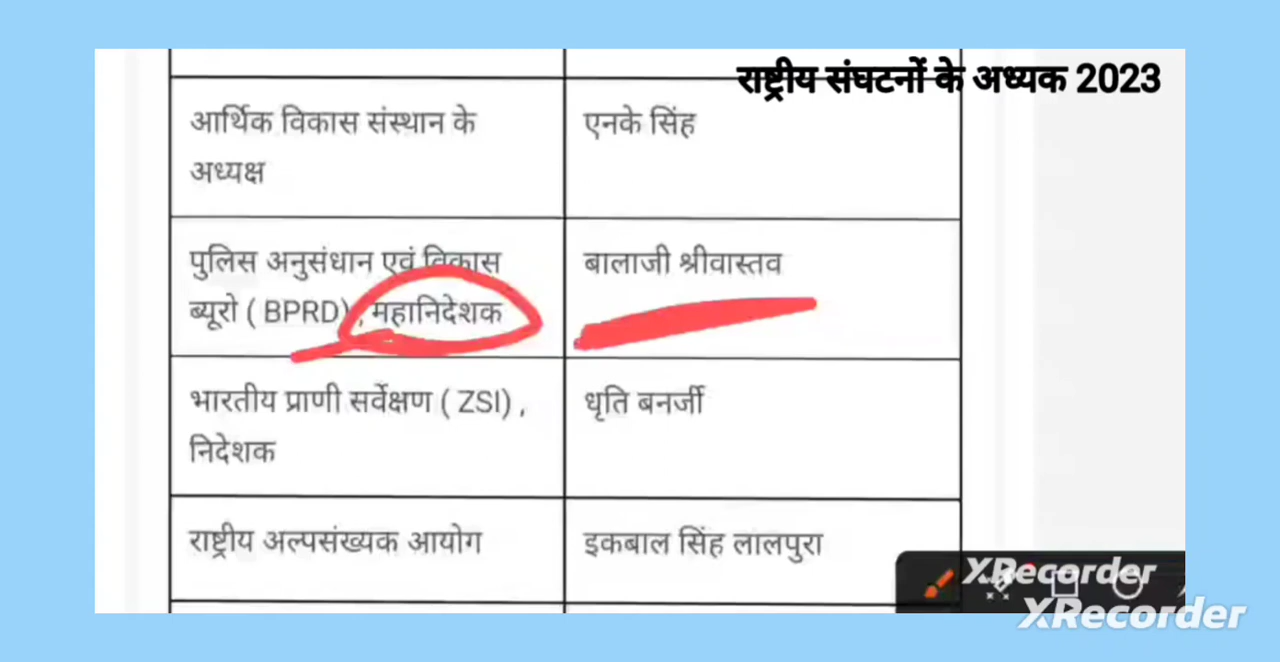 राष्ट्रीय संघटनों के अध्यक 2023
आर्थिक विकास संस्थान के
अध्यक्ष
एनके सिंह
पुलिस अनुसंधान एवं विकास
ब्यूरो ( BPRD) , महानिदेशक
बालाजी श्रीवास्तव
भारतीय प्राणी सर्वेक्षण ( ZSI) ,
निदेशक
धृति बनर्जी
राष्ट्रीय अल्पसंख्यक आयोग
इकबाल सिंह लालपुरा
XRecorder
XRecorder